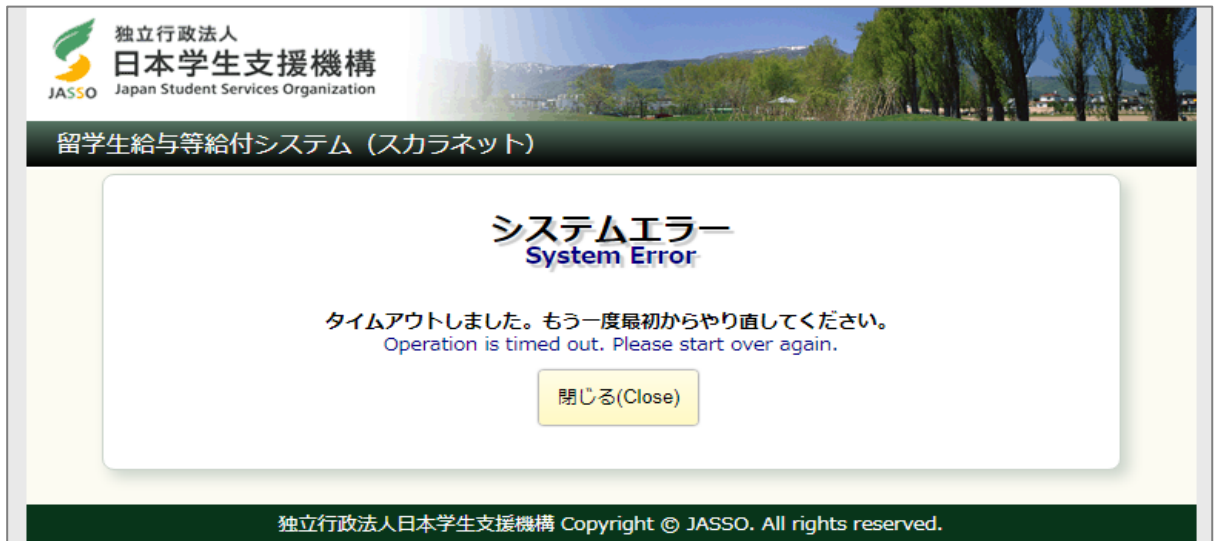 独立行政法人
日本学生支援機構
JASSO Japan Student Services Organization
留学生給与等給付システム（スカラネット）
システムエラー
System Error
タイムアウトしました。もう一度最初からやり直してください。
Operation is timed out. Please start over again.
閉じる(Close)
独立行政法人日本学生支援機構 Copyright © JASSO. All rights reserved.